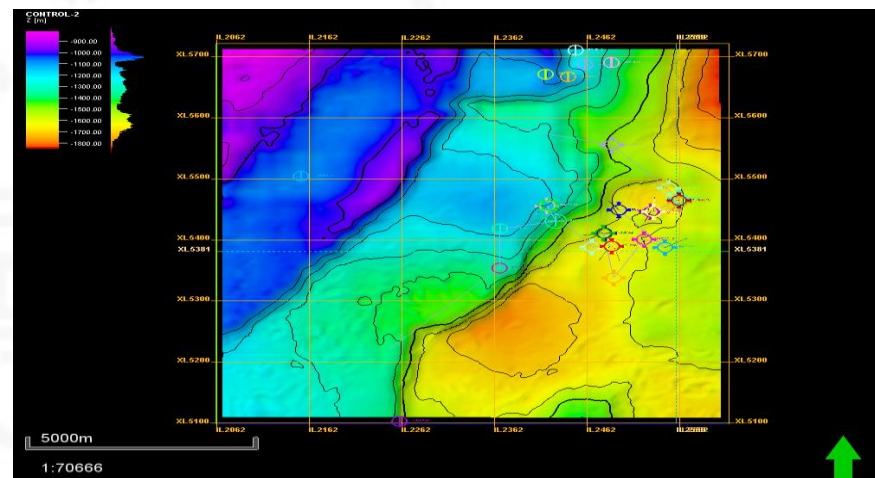 CONTROL-2
Z [m]
-900.00
-1000.00
-1100.00
-1200.00
-1300.00
-1400.00
-1500.00
-1600.00
-1700.00
-1800.00
IL2062 IL2162 IL2262 IL2362 IL2462
XL5700 XL5700
XL5600 XL5600
XL5500 XL5500
XL5400 XL5400
XL5381 XL5381
XL5300 XL5300
XL5200 XL5200
XL5100 XL5100
IL2062 IL2162 IL2262 IL2362 IL2462
5000m
1:70666